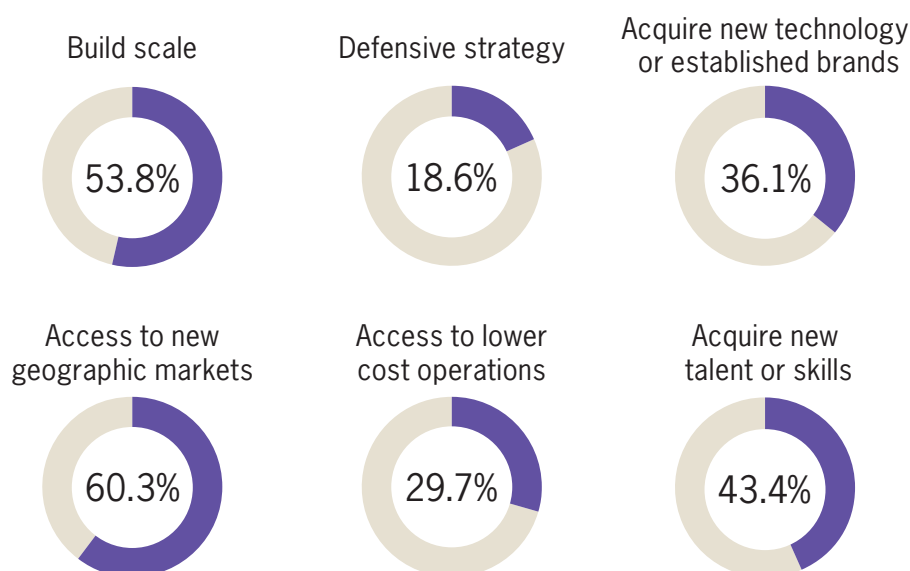 Build scale
53.8%
Defensive strategy
18.6%
Acquire new technology
or established brands
36.1%
Access to new
geographic markets
60.3%
Access to lower
cost operations
29.7%
Acquire new
talent or skills
43.4%